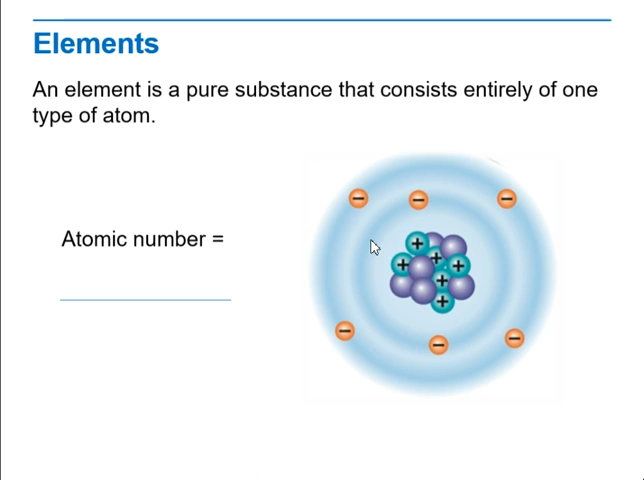 Elements
An element is a pure substance that consists entirely of one
type of atom.
Atomic number =